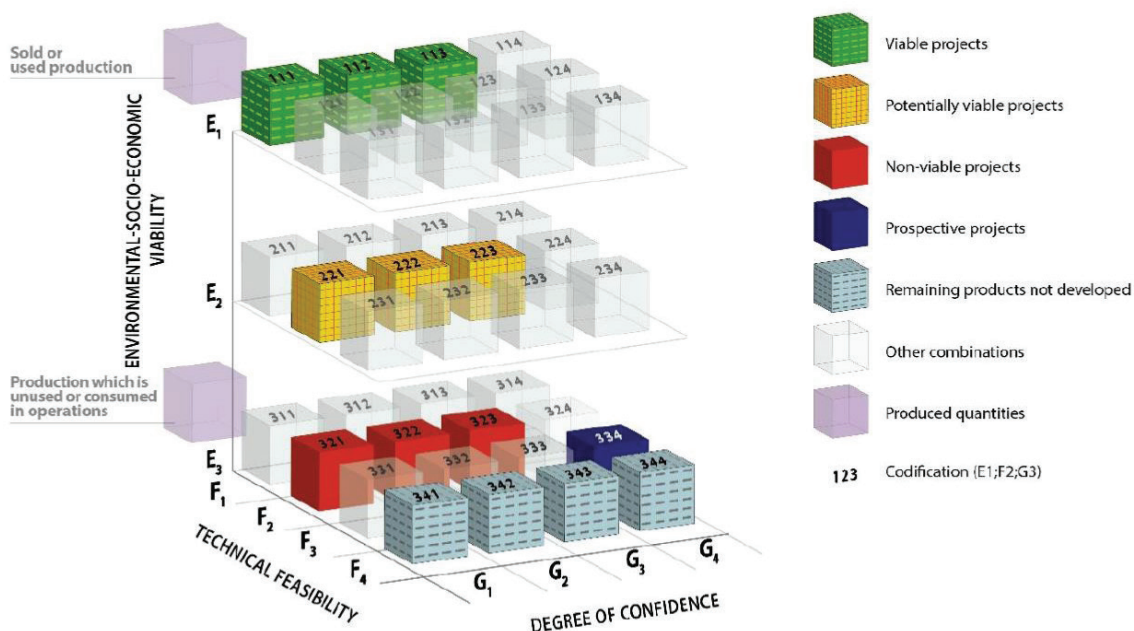 Sold or
used production
ENVIRONMENTAL-SOCIO-ECONOMIC
VIABILITY
E1
111
112
113
114
121
122
123
124
131
132
133
134
E2
211
212
213
214
221
222
223
224
231
232
233
234
Production which is
unused or consumed
in operations
E3
311
312
313
314
321
322
323
324
331
332
333
334
341
342
343
344
F1
F2
F3
F4
TECHNICAL FEASIBILITY
G1
G2
G3
G4
DEGREE OF CONFIDENCE
Viable projects
Potentially viable projects
Non-viable projects
Prospective projects
Remaining products not developed
Other combinations
Produced quantities
123 Codification (E1;F2;G3)